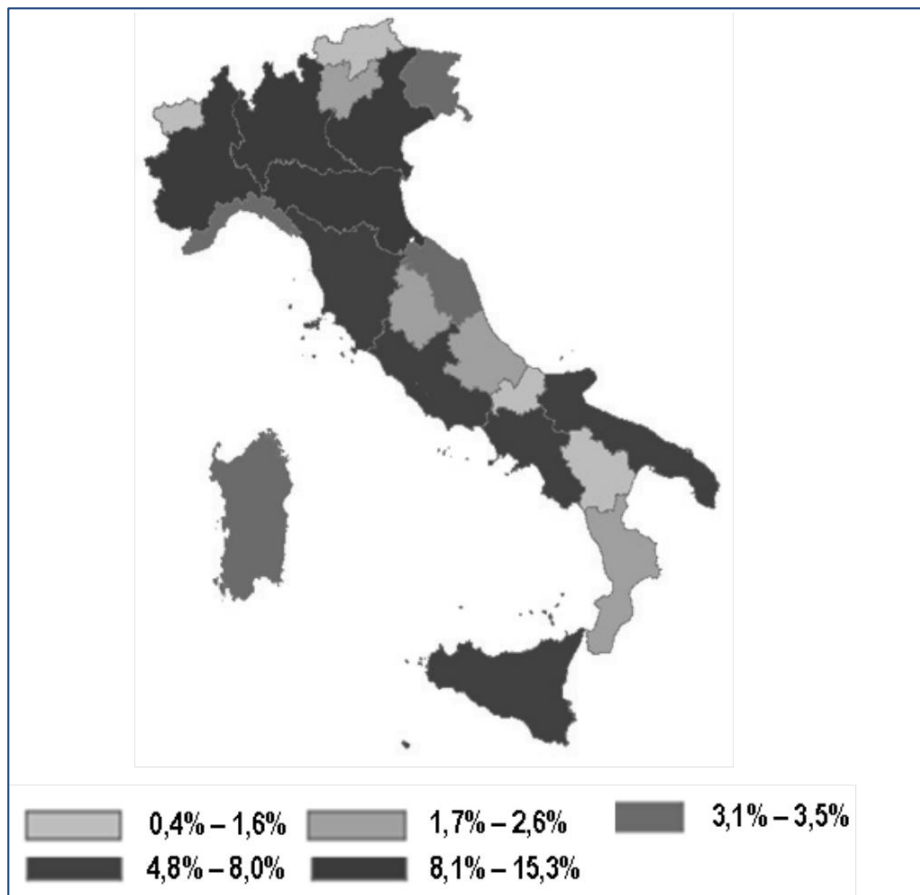 0,4% – 1,6% 1,7% – 2,6% 3,1% – 3,5%
4,8% – 8,0% 8,1% – 15,3%